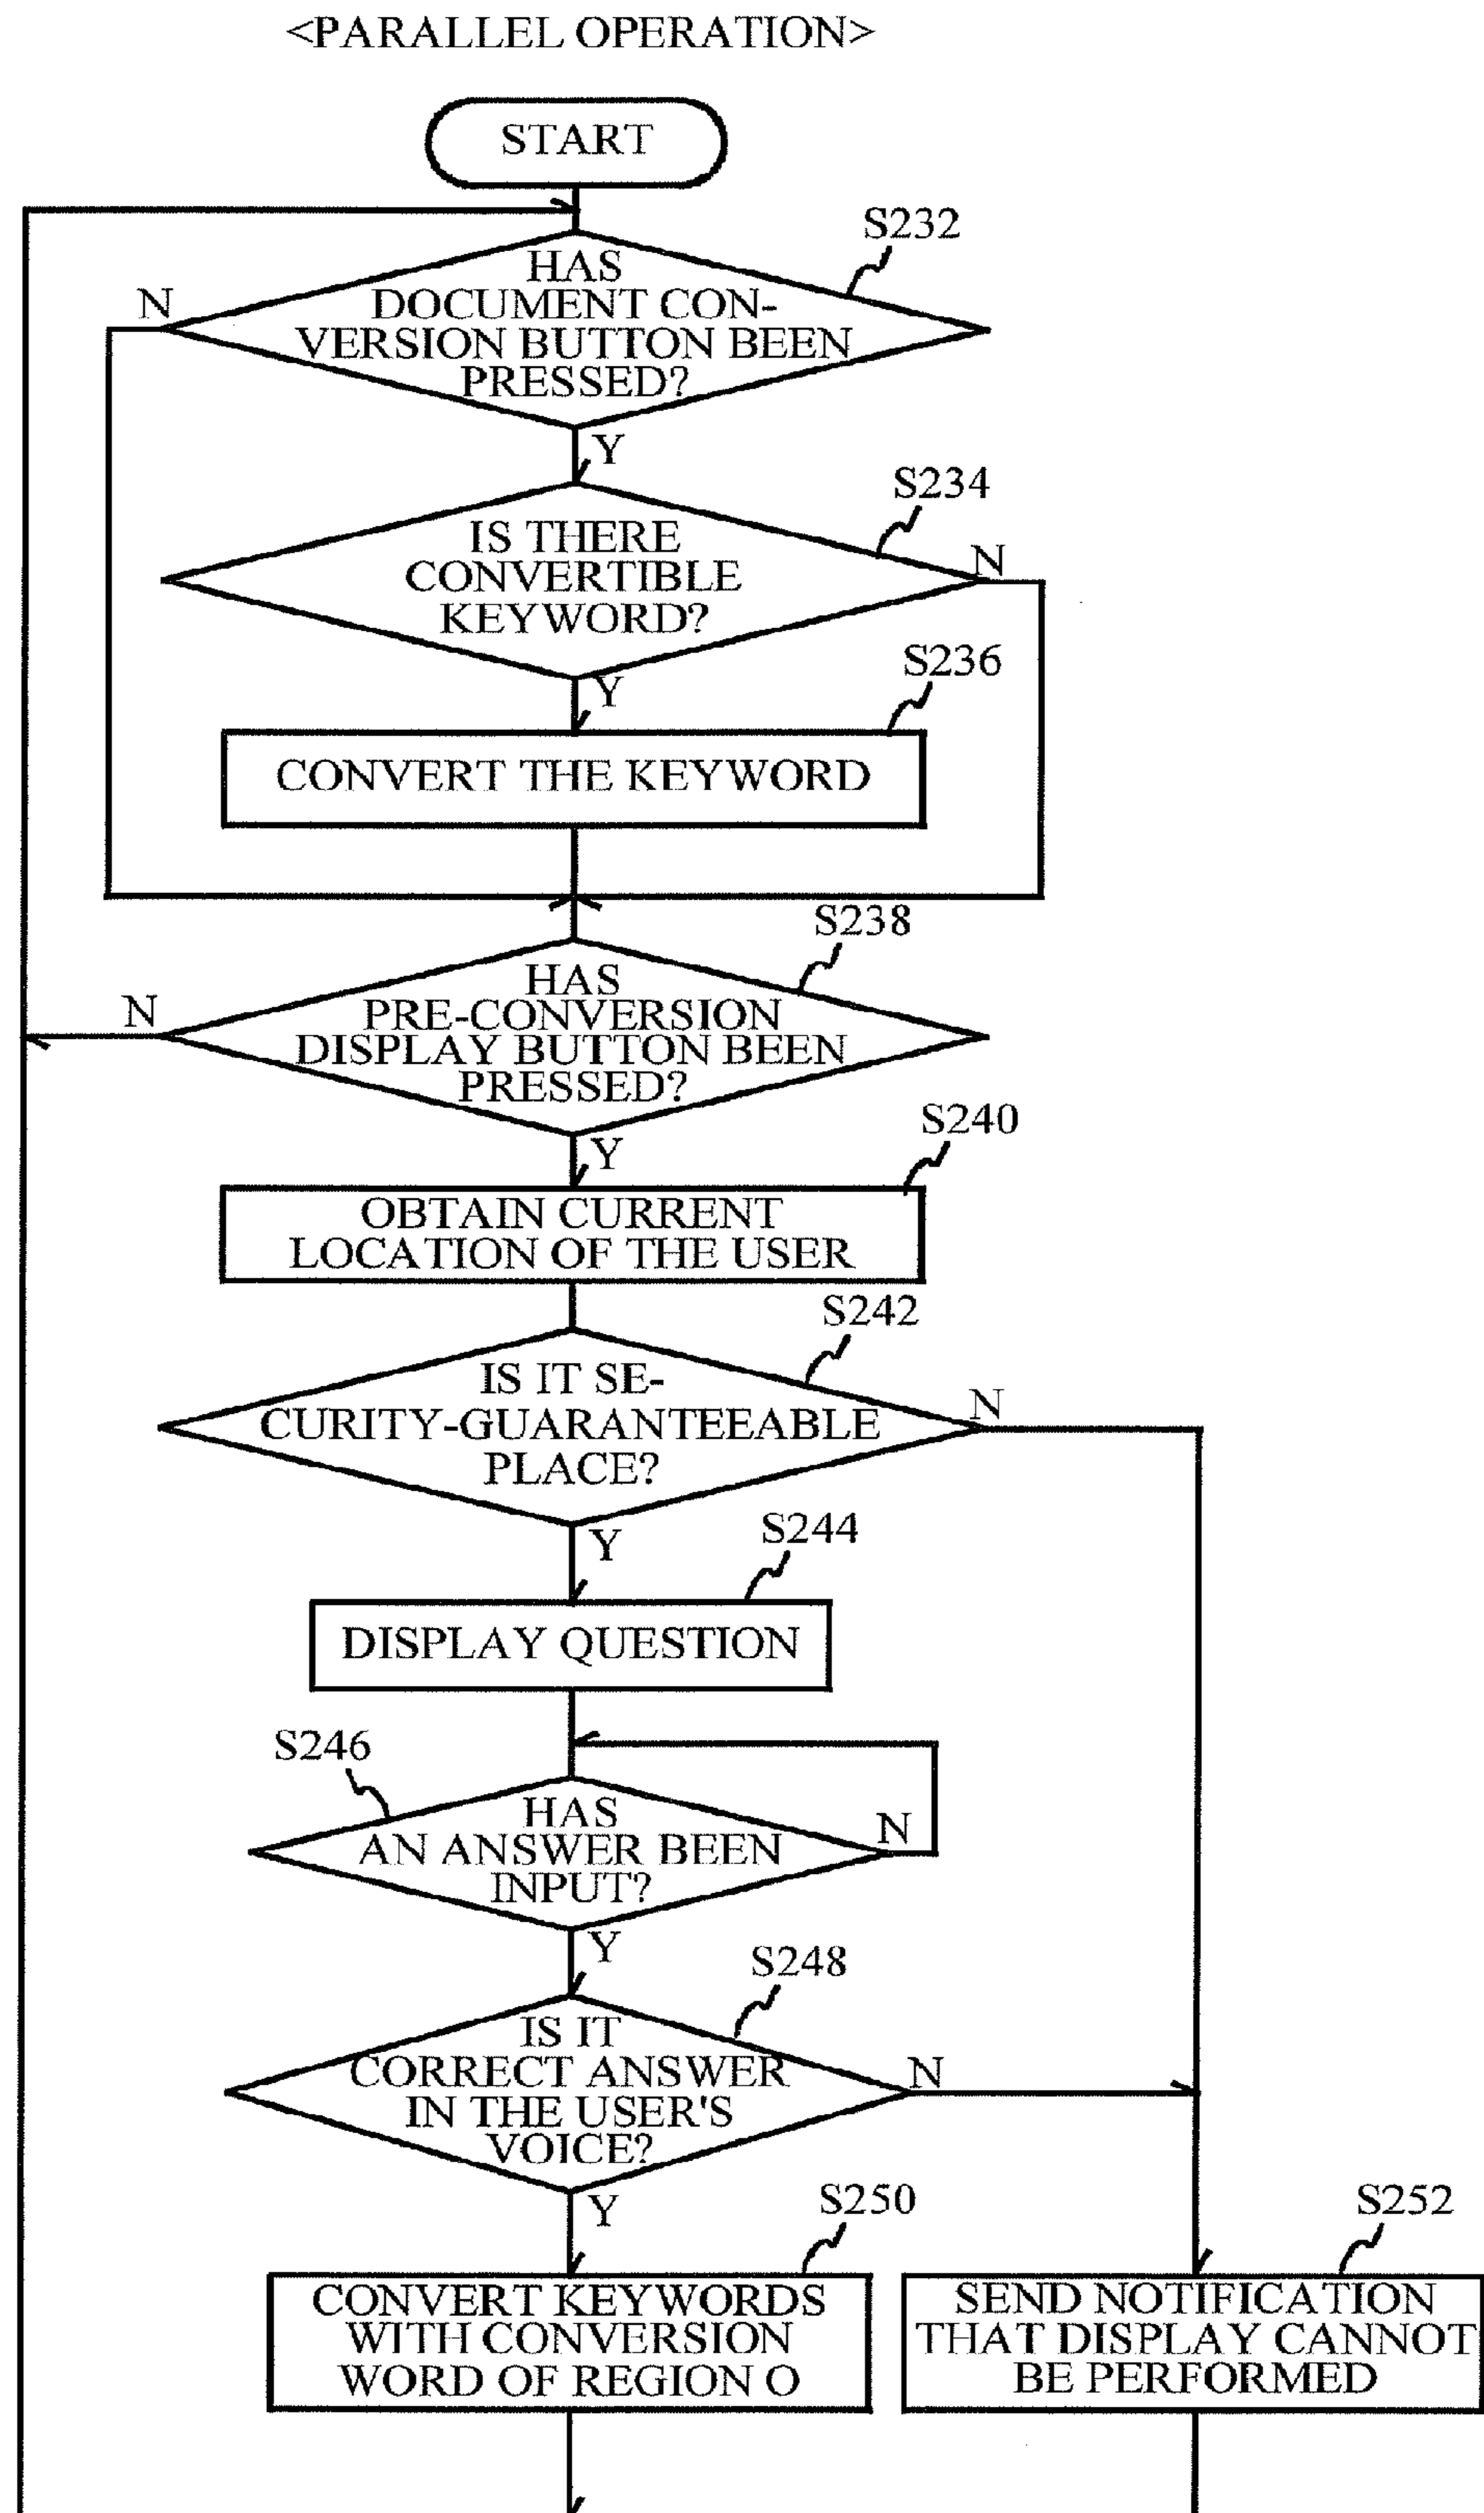 <PARALLEL OPERATION>
START
S232
HAS
DOCUMENT CON-
VERSION BUTTON BEEN
PRESSED?
N
Y
S234
IS THERE
CONVERTIBLE
KEYWORD?
N
Y
S236
CONVERT THE KEYWORD
S238
HAS
PRE-CONVERSION
DISPLAY BUTTON BEEN
PRESSED?
N
Y
S240
OBTAIN CURRENT
LOCATION OF THE USER
S242
IS IT SE-
CURITY-GUARANTEEABLE
PLACE?
N
Y
S244
DISPLAY QUESTION
S246
HAS
AN ANSWER BEEN
INPUT?
N
Y
S248
IS IT
CORRECT ANSWER
IN THE USER'S
VOICE?
N
Y
S250
CONVERT KEYWORDS
WITH CONVERSION
WORD OF REGION O
S252
SEND NOTIFICATION
THAT DISPLAY CANNOT
BE PERFORMED